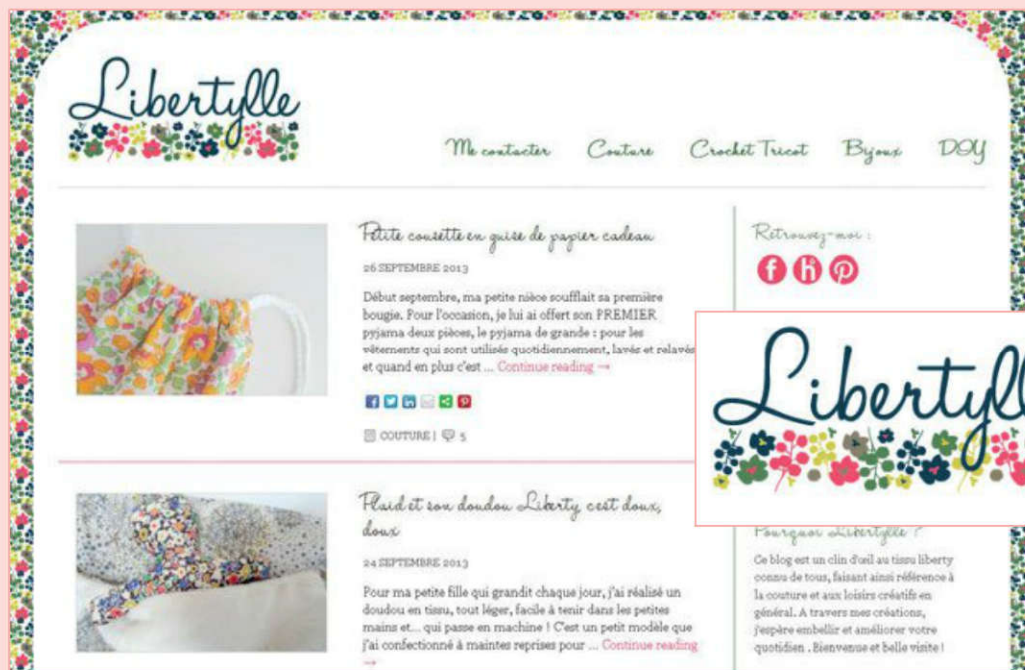 Libertylle
Me contacter Couture Crochet Tricot Bijoux DIY
Petite cousette en guise de papier cadeau
26 SEPTEMBRE 2013
Début septembre, ma petite nièce soufflait sa première
bougie. Pour l'occasion, je lui ai offert son PREMIER
pyjama deux pièces, le pyjama de grande : pour les
vêtements qui sont utilisés quotidiennement, lavés et relavés
et quand en plus c'est ... Continue reading →
COUTURE | 5
Plaid et son doudou Liberty c'est doux,
doux
24 SEPTEMBRE 2013
Pour ma petite fille qui grandit chaque jour, j'ai réalisé un
doudou en tissu, tout léger, facile à tenir dans les petites
mains et... qui passe en machine ! C'est un petit modèle que
j'ai confectionné à maintes reprises pour ... Continue reading
→
Retrouvez-moi :
Libertyll
Pourquoi Libertylle ?
Ce blog est un clin d'œil au tissu liberty
connu de tous, faisant ainsi référence à
la couture et aux loisirs créatifs en
général. A travers mes créations,
j'espère embellir et améliorer votre
quotidien . Bienvenue et belle visite !